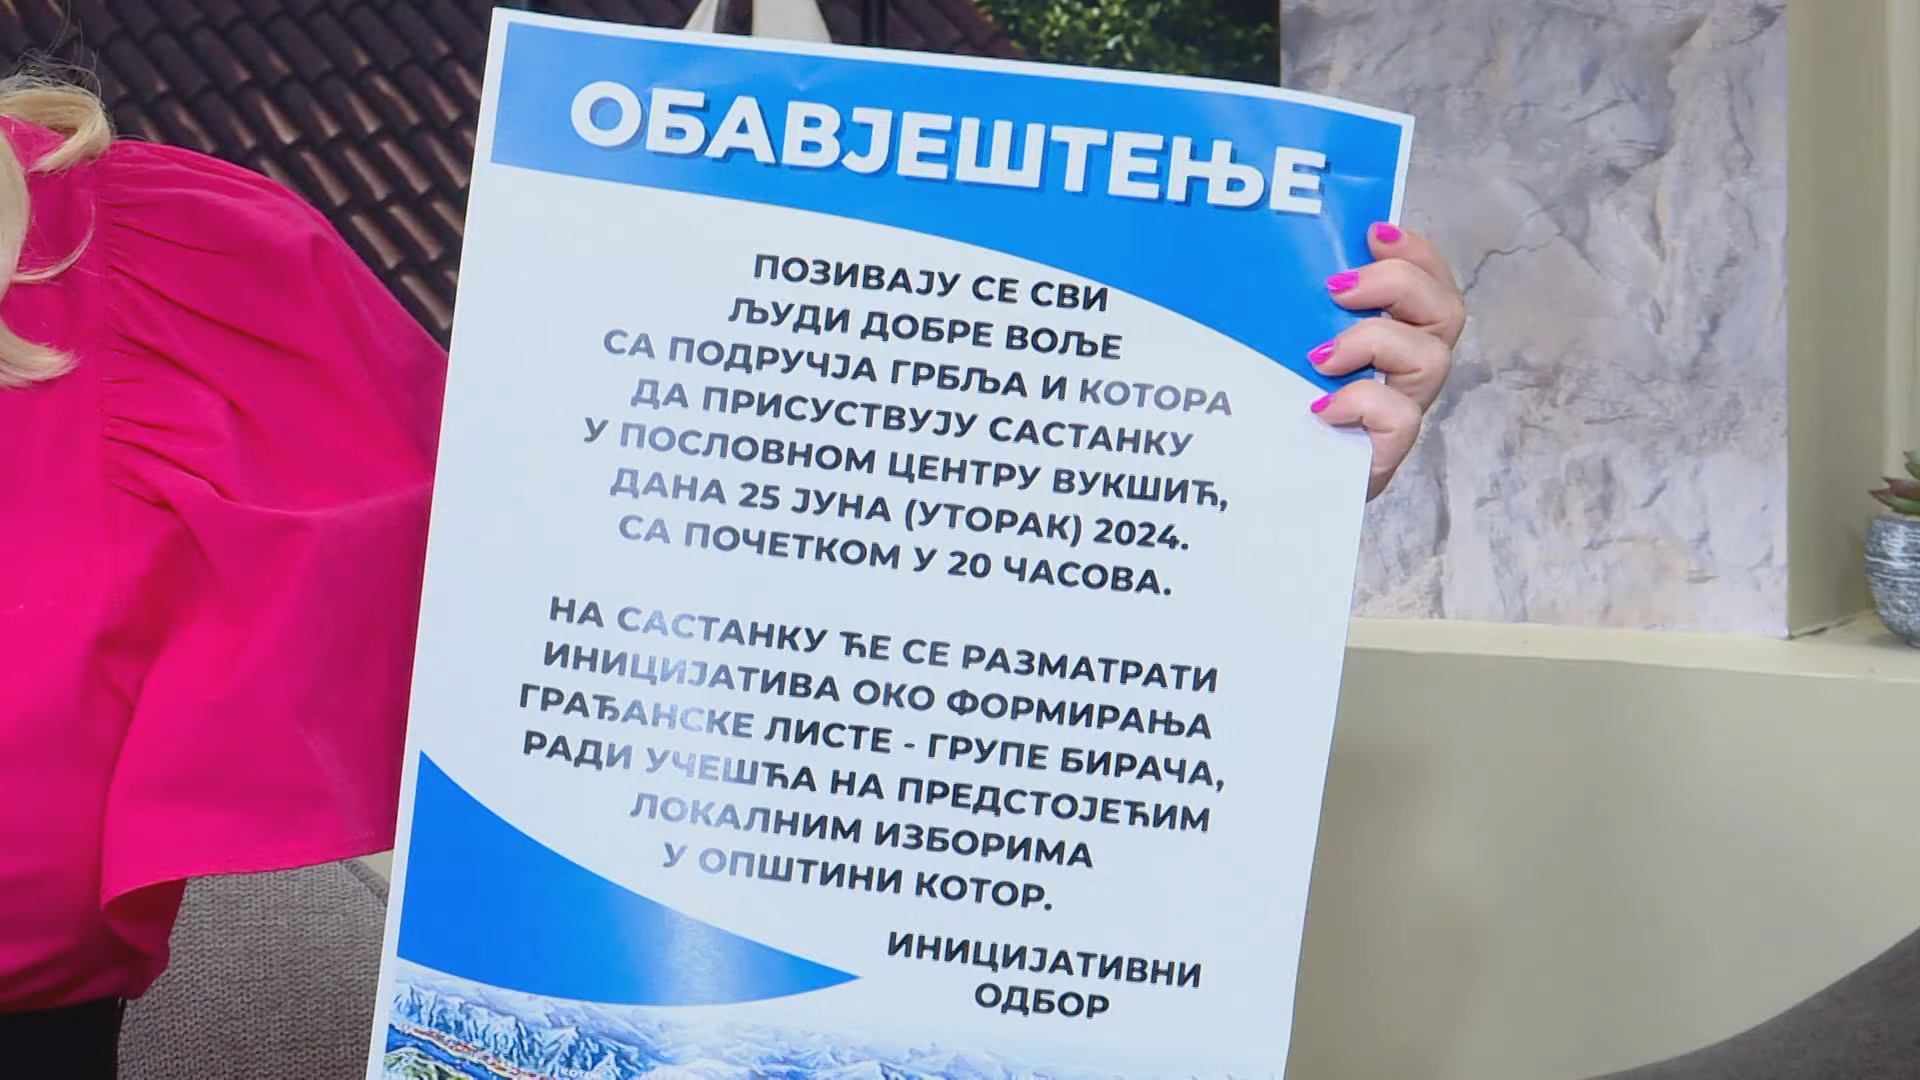 ОБАВЈЕШТЕЊЕ
ПОЗИВАЈУ СЕ СВИ
ЉУДИ ДОБРЕ ВОЉЕ
СА ПОДРУЧЈА ГРБЉА И КОТОРА
ДА ПРИСУСТВУЈУ САСТАНКУ
У ПОСЛОВНОМ ЦЕНТРУ ВУКШИЋ,
ДАНА 25 ЈУНА (УТОРАК) 2024.
СА ПОЧЕТКОМ У 20 ЧАСОВА.
НА САСТАНКУ ЋЕ СЕ РАЗМАТРАТИ
ИНИЦИЈАТИВА ОКО ФОРМИРАЊА
ГРАЂАНСКЕ ЛИСТЕ - ГРУПЕ БИРАЧА,
РАДИ УЧЕШЋА НА ПРЕДСТОЈЕЋИМ
ЛОКАЛНИМ ИЗБОРИМА
У ОПШТИНИ КОТОР.
ИНИЦИЈАТИВНИ
ОДБОР